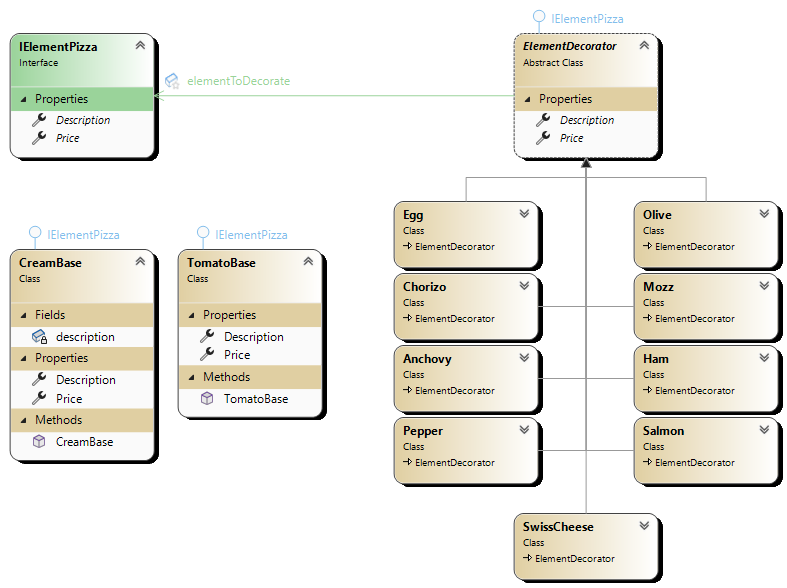 IElementPizza
IElementPizza
Interface
Properties
Description
Price
elementToDecorate
ElementDecorator
Abstract Class
Properties
Description
Price
IElementPizza
CreamBase
Class
Fields
description
Properties
Description
Price
Methods
CreamBase
IElementPizza
TomatoBase
Class
Properties
Description
Price
Methods
TomatoBase
Egg
Class
ElementDecorator
Olive
Class
ElementDecorator
Chorizo
Class
ElementDecorator
Mozz
Class
ElementDecorator
Anchovy
Class
ElementDecorator
Ham
Class
ElementDecorator
Pepper
Class
ElementDecorator
Salmon
Class
ElementDecorator
SwissCheese
Class
ElementDecorator